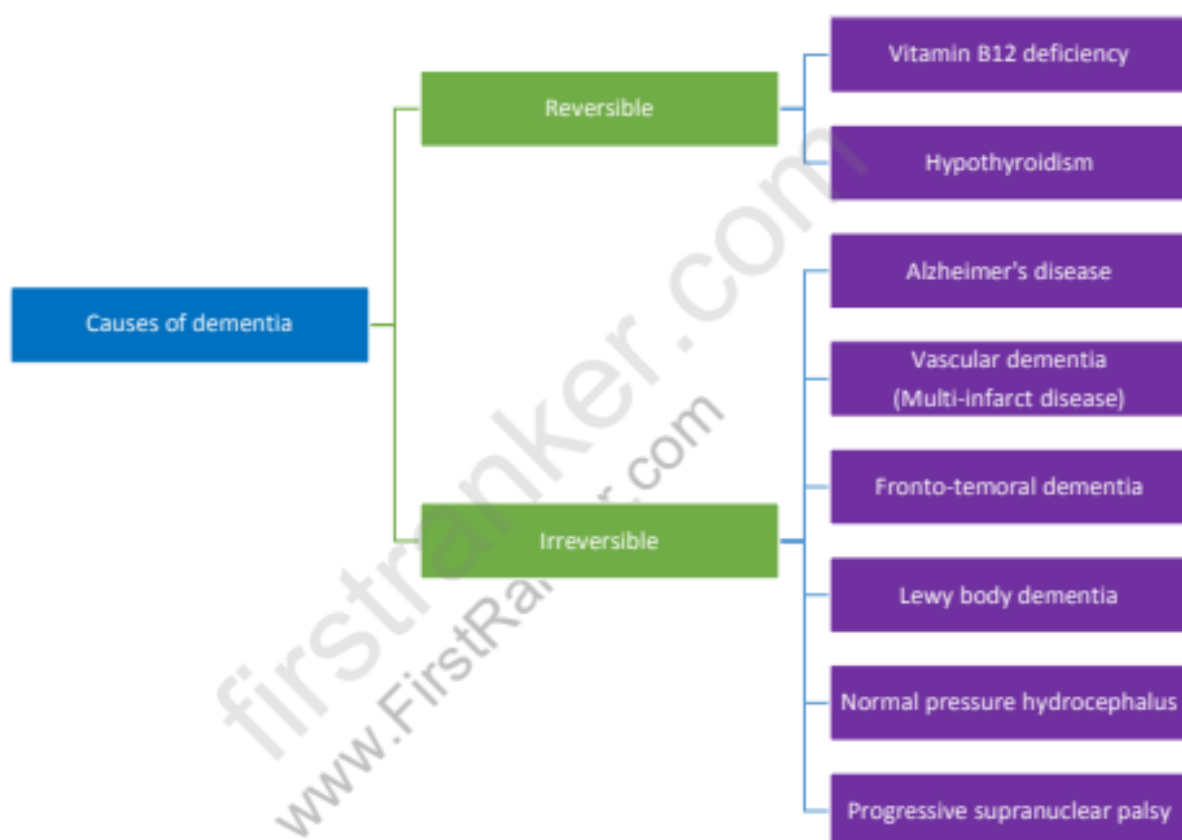 Causes of dementia
Reversible
Vitamin B12 deficiency
Hypothyroidism
Irreversible
Alzheimer's disease
Vascular dementia
(Multi-infarct disease)
Fronto-temoral dementia
Lewy body dementia
Normal pressure hydrocephalus
Progressive supranuclear palsy
firstranker.com
www.FirstRanker.com